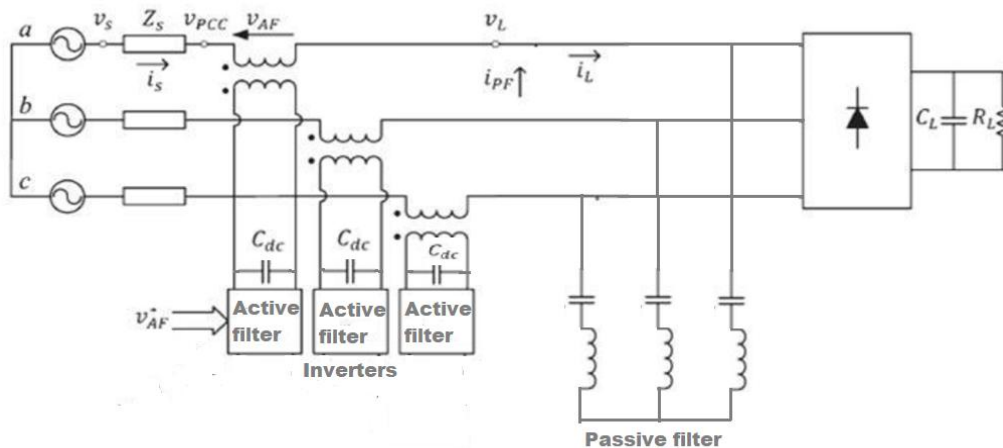 a
v_s
Z_s
v_PCC
v_AF
v_L
i_s
i_PF
i_L
b
C_L
R_L
c
C_dc
C_dc
C_dc
v*_AF
Active
filter
Active
filter
Active
filter
Inverters
Passive filter